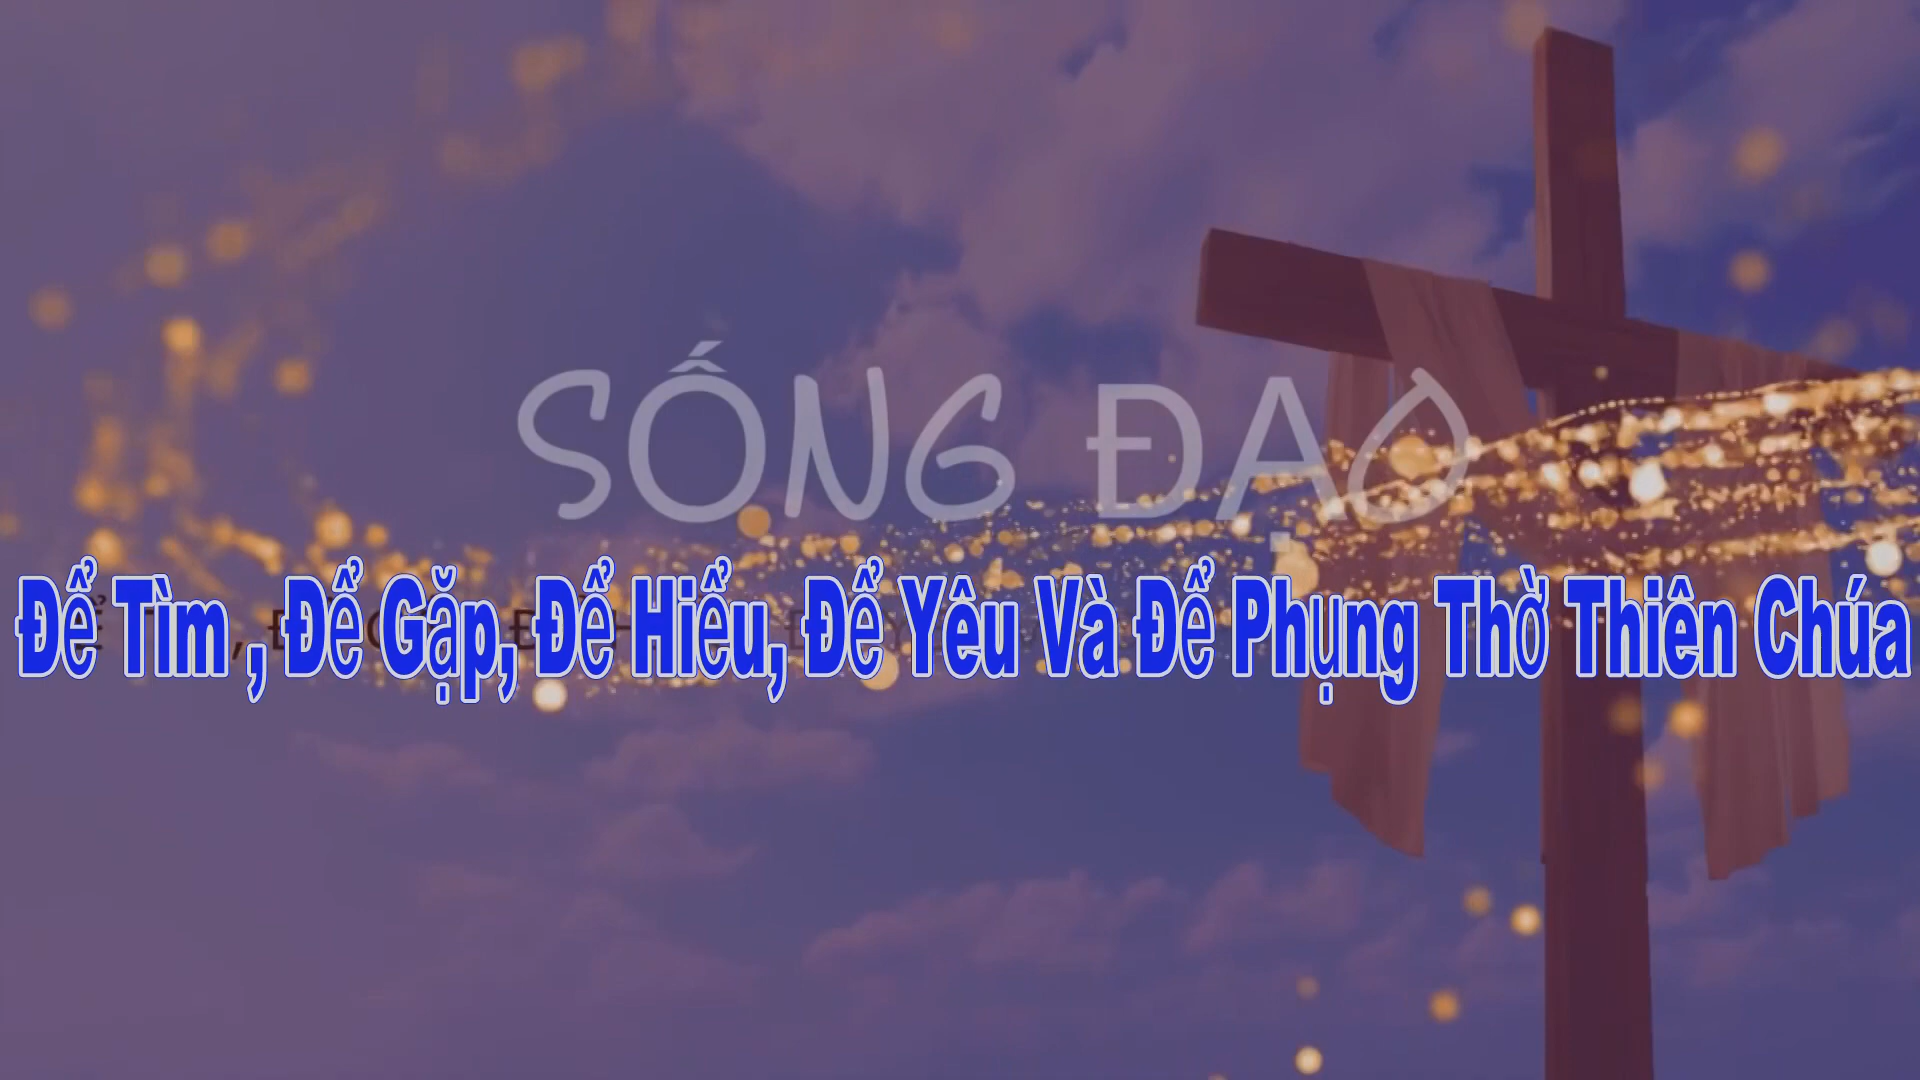 SỐNG ĐẠO
Để Tìm , Để Gặp, Để Hiểu, Để Yêu Và Để Phụng Thờ Thiên Chúa